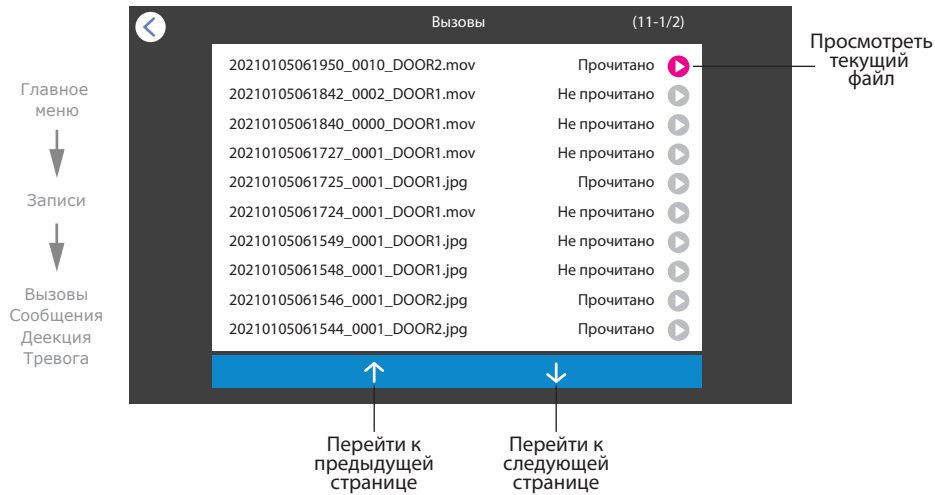 Вызовы (11-1/2)
20210105061950_0010_DOOR2.mov Прочитано
20210105061842_0002_DOOR1.mov Не прочитано
20210105061840_0000_DOOR1.mov Не прочитано
20210105061727_0001_DOOR1.mov Не прочитано
20210105061725_0001_DOOR1.jpg Прочитано
20210105061724_0001_DOOR1.mov Не прочитано
20210105061549_0001_DOOR1.jpg Не прочитано
20210105061548_0001_DOOR1.jpg Не прочитано
20210105061546_0001_DOOR2.jpg Прочитано
20210105061544_0001_DOOR2.jpg Прочитано
Просмотреть
текущий
файл
Главное
меню
Записи
Вызовы
Сообщения
Деекция
Тревога
Перейти к
предыдущей
странице
Перейти к
следующей
странице